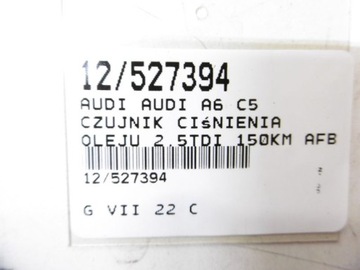 12/527394
AUDI AUDI A6 C5
CZUJNIK CIśNIENIA
OLEJU 2.5TDI 150KM AFB
12/527394
G VII 22 C